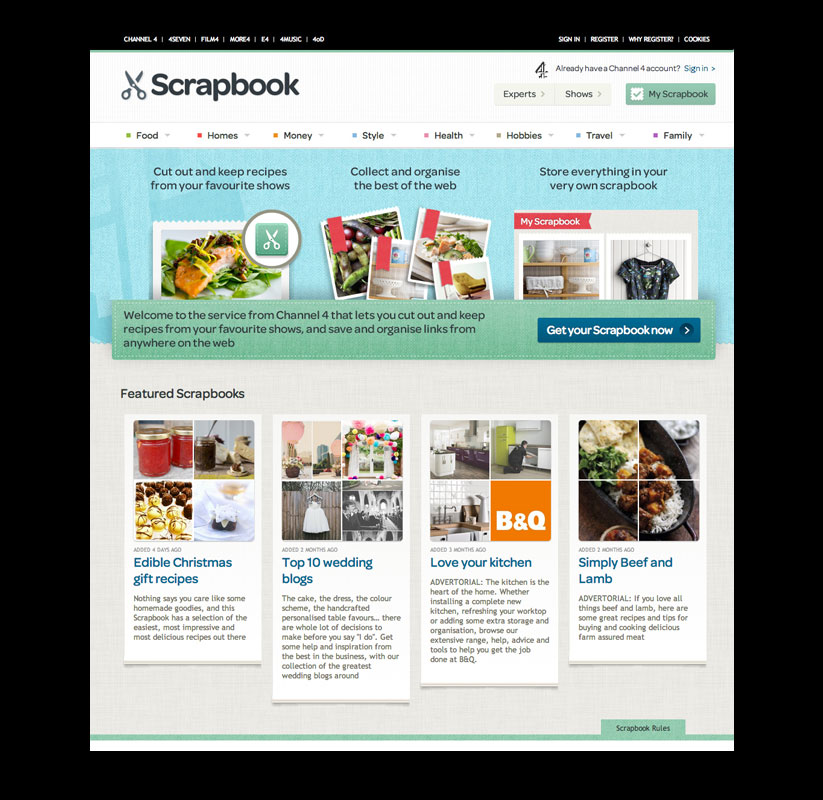 CHANNEL 4 | 4SEVEN | FILM4 | MORE4 | E4 | 4MUSIC | 4oD
SIGN IN | REGISTER | WHY REGISTER? | COOKIES
Scrapbook
Already have a Channel 4 account? Sign in >
Experts > Shows > My Scrapbook
Food Homes Money Style Health Hobbies Travel Family
Cut out and keep recipes
from your favourite shows
Collect and organise
the best of the web
Store everything in your
very own scrapbook
My Scrapbook
Welcome to the service from Channel 4 that lets you cut out and keep
recipes from your favourite shows, and save and organise links from
anywhere on the web
Get your Scrapbook now
Featured Scrapbooks
ADDED 4 DAYS AGO
Edible Christmas
gift recipes
Nothing says you care like some
homemade goodies, and this
Scrapbook has a selection of the
easiest, most impressive and
most delicious recipes out there
ADDED 2 MONTHS AGO
Top 10 wedding
blogs
The cake, the dress, the colour
scheme, the handcrafted
personalised table favours... there
are whole lot of decisions to
make before you say "I do". Get
some help and inspiration from
the best in the business, with our
collection of the greatest
wedding blogs around
B&Q
ADDED 3 MONTHS AGO
Love your kitchen
ADVERTORIAL: The kitchen is the
heart of the home. Whether
installing a complete new
kitchen, refreshing your worktop
or adding some extra storage and
organisation, browse our
extensive range, help, advice and
tools to help you get the job
done at B&Q.
ADDED 2 MONTHS AGO
Simply Beef and
Lamb
ADVERTORIAL: If you love all
things beef and lamb, here are
some great recipes and tips for
buying and cooking delicious
farm assured meat
Scrapbook Rules